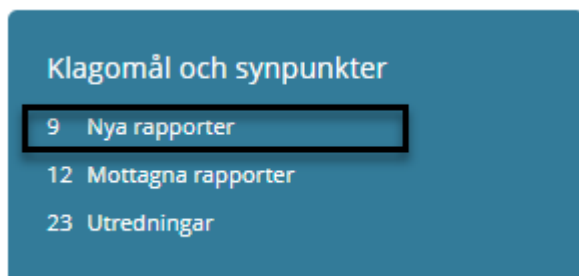 Klagomål och synpunkter
9 Nya rapporter
12 Mottagna rapporter
23 Utredningar